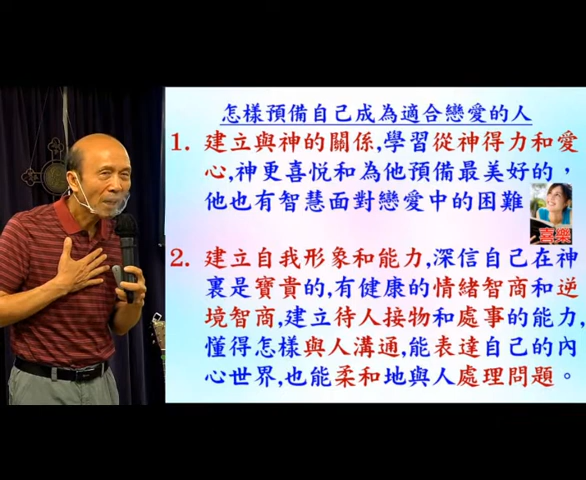 怎樣預備自己成為適合戀愛的人
1. 建立與神的關係,學習從神得力和愛
心,神更喜悦和為他預備最美好的,
他也有智慧面對戀愛中的困難
喜樂
2. 建立自我形象和能力,深信自己在神
裏是寶貴的,有健康的情緒智商和逆
境智商,建立待人接物和處事的能力,
懂得怎樣與人溝通,能表達自己的內
心世界,也能柔和地與人處理問題。